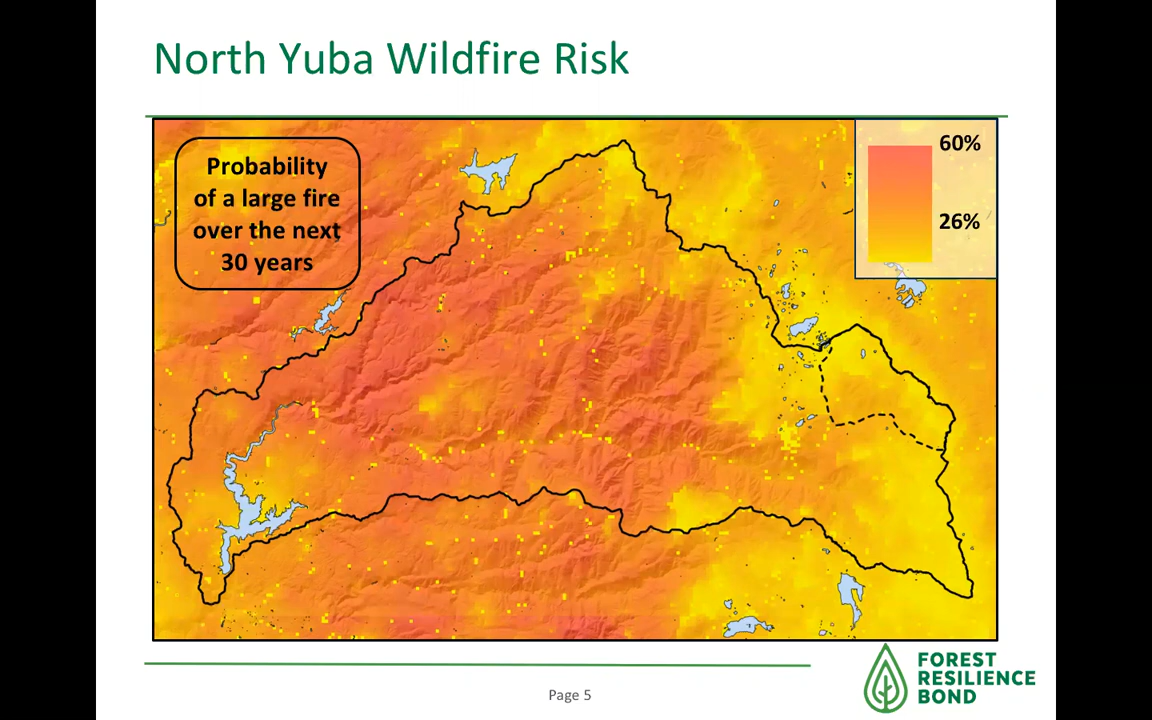 North Yuba Wildfire Risk
Probability
of a large fire
over the next
30 years
60%
26%
Page 5
FOREST
RESILIENCE
BOND